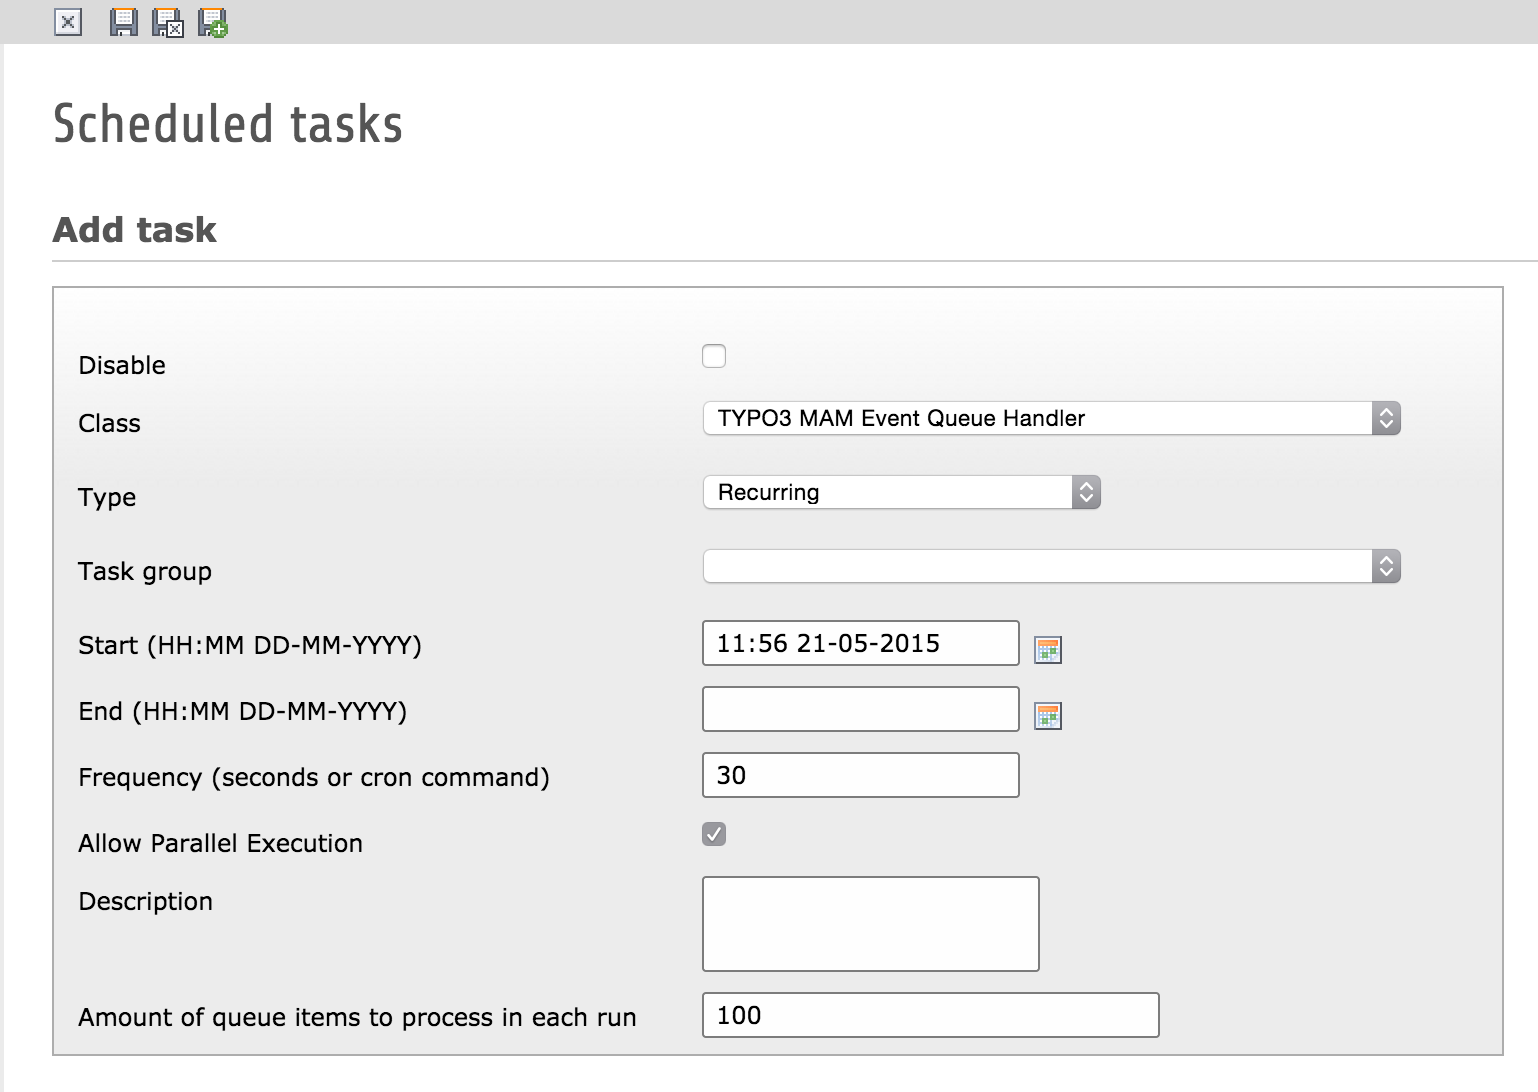 Scheduled tasks
Add task
Disable
Class TYPO3 MAM Event Queue Handler
Type Recurring
Task group
Start (HH:MM DD-MM-YYYY) 11:56 21-05-2015
End (HH:MM DD-MM-YYYY)
Frequency (seconds or cron command) 30
Allow Parallel Execution
Description
Amount of queue items to process in each run 100